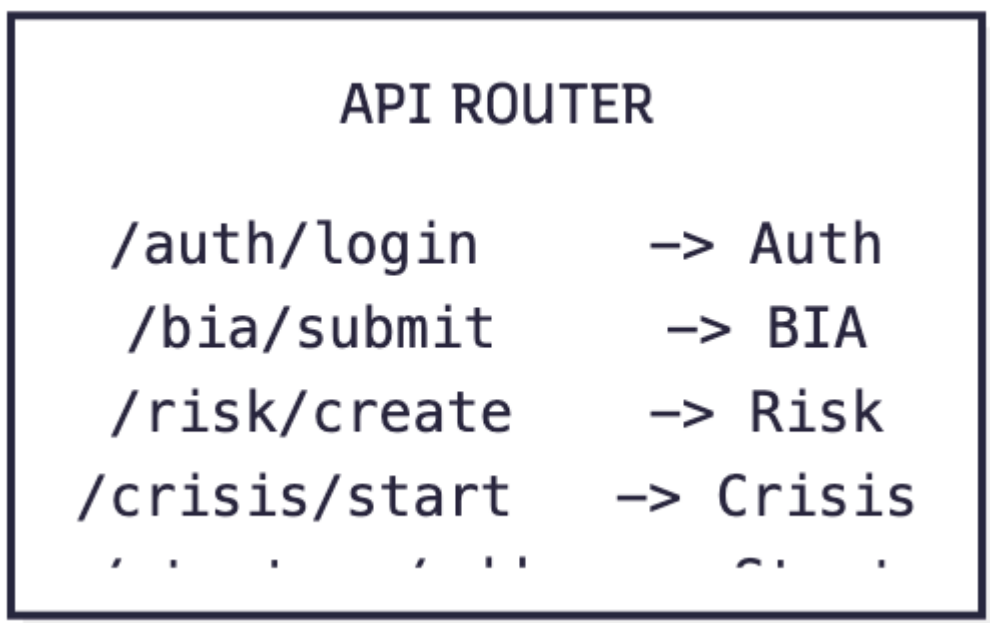 API ROUTER
/auth/login —> Auth
/bia/submit —> BIA
/risk/create —> Risk
/crisis/start —> Crisis